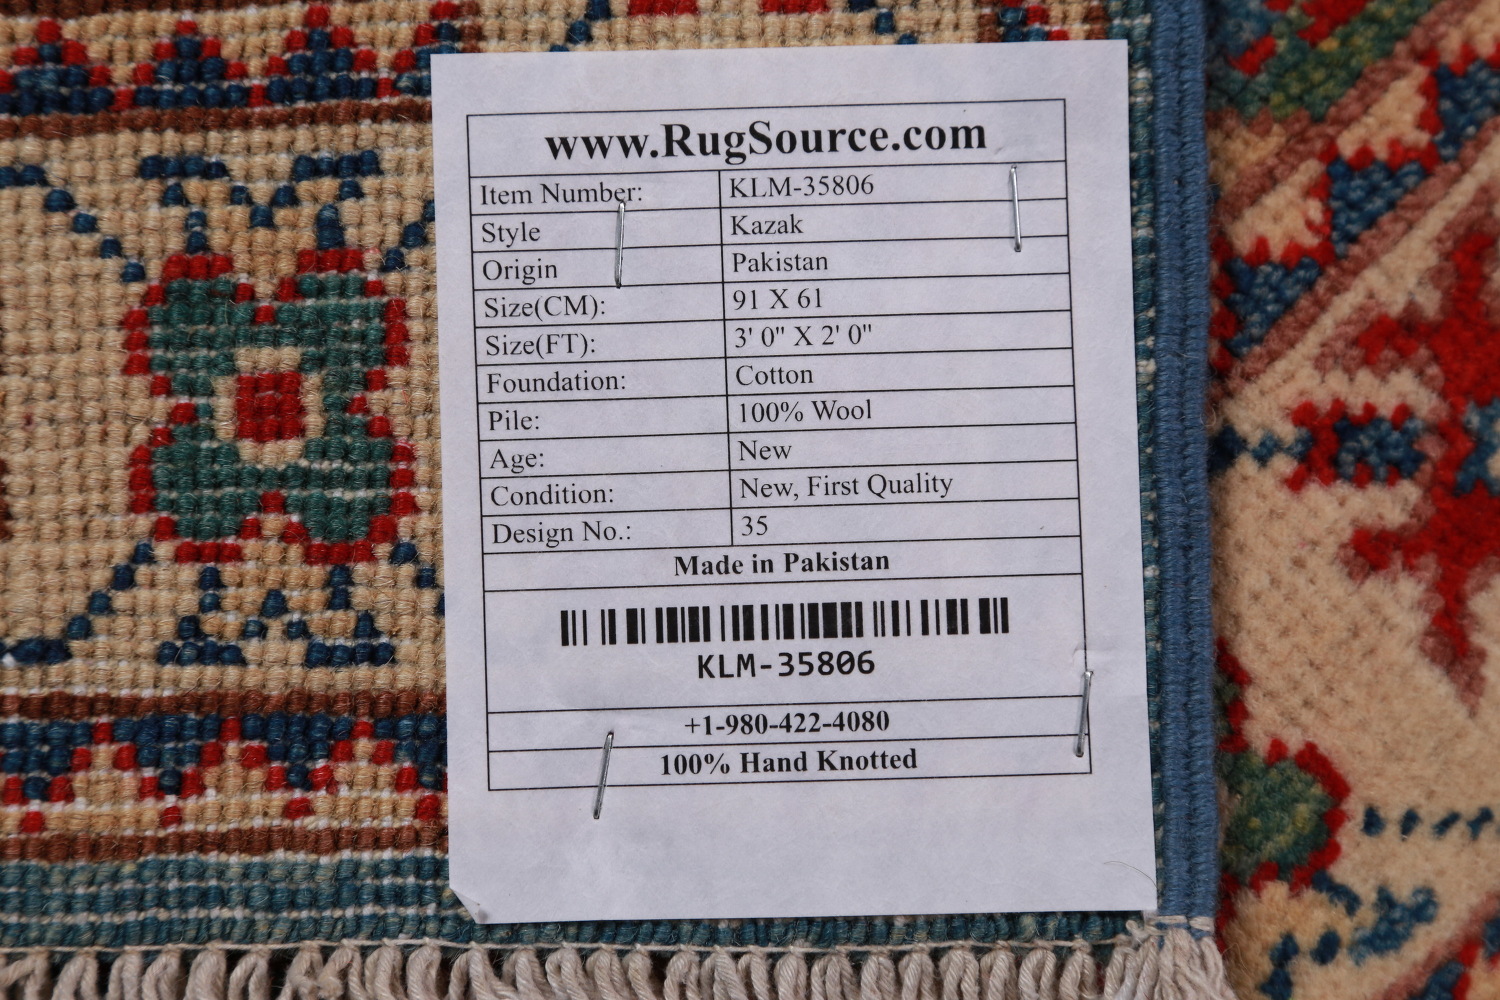 www.RugSource.com
Item Number: KLM-35806
Style Kazak
Origin Pakistan
Size(CM): 91 X 61
Size(FT): 3' 0" X 2' 0"
Foundation: Cotton
Pile: 100% Wool
Age: New
Condition: New, First Quality
Design No.: 35
Made in Pakistan
KLM-35806
+1-980-422-4080
100% Hand Knotted